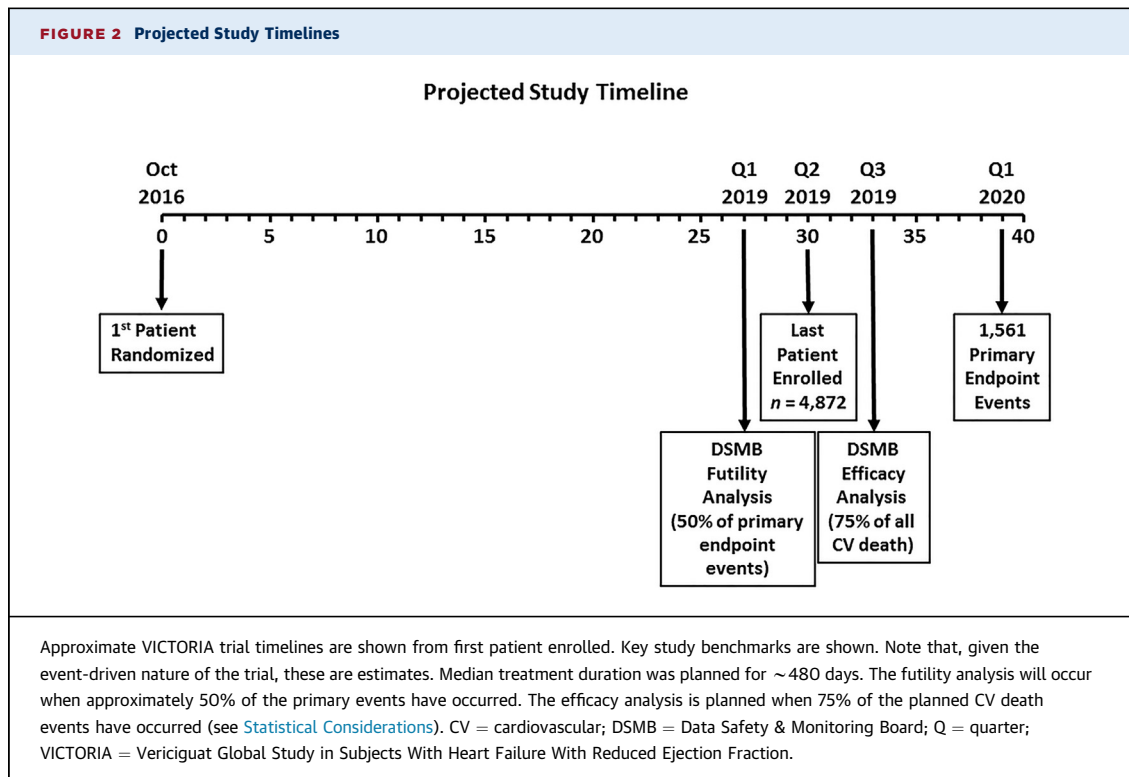 FIGURE 2 Projected Study Timelines
Projected Study Timeline
Oct
2016
Q1
2019
Q2
2019
Q3
2019
Q1
2020
0 5 10 15 20 25 30 35 40
1st Patient
Randomized
Last
Patient
Enrolled
n = 4,872
1,561
Primary
Endpoint
Events
DSMB
Futility
Analysis
(50% of primary
endpoint
events)
DSMB
Efficacy
Analysis
(75% of all
CV death)
Approximate VICTORIA trial timelines are shown from first patient enrolled. Key study benchmarks are shown. Note that, given the
event-driven nature of the trial, these are estimates. Median treatment duration was planned for ~480 days. The futility analysis will occur
when approximately 50% of the primary events have occurred. The efficacy analysis is planned when 75% of the planned CV death
events have occurred (see Statistical Considerations). CV = cardiovascular; DSMB = Data Safety & Monitoring Board; Q = quarter;
VICTORIA = Vericiguat Global Study in Subjects With Heart Failure With Reduced Ejection Fraction.